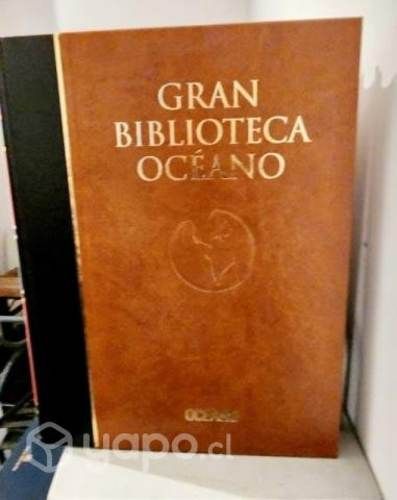 GRAN
BIBLIOTECA
OCÉANO
OCEANO
yapo.cl